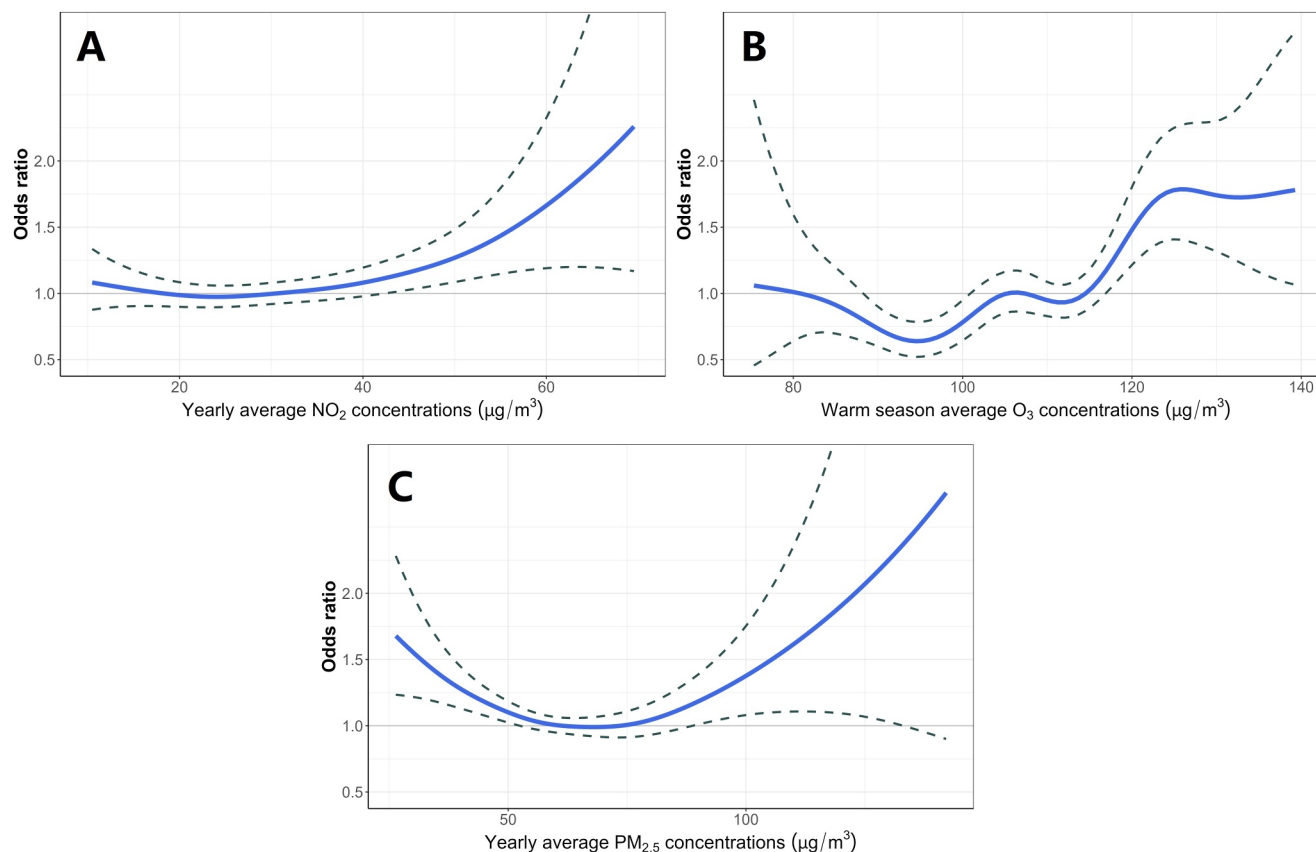 A
Odds ratio
2.0
1.5
1.0
0.5
20 40 60
Yearly average NO₂ concentrations (μg/m³)
B
Odds ratio
2.0
1.5
1.0
0.5
80 100 120 140
Warm season average O₃ concentrations (μg/m³)
C
Odds ratio
2.0
1.5
1.0
0.5
50 100
Yearly average PM₂.₅ concentrations (μg/m³)